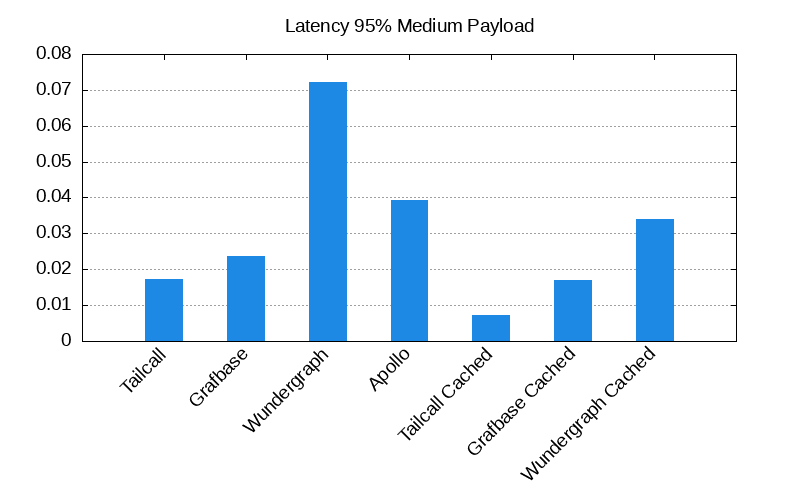 Latency 95% Medium Payload
0.08
0.07
0.06
0.05
0.04
0.03
0.02
0.01
0
Tailcall
Grafbase
Wundergraph
Apollo
Tailcall Cached
Grafbase Cached
Wundergraph Cached